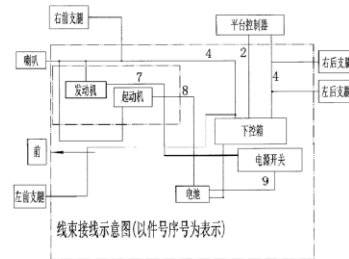 右前支腿
平台控制器
喇叭
4
2
7
发动机
起动机
8
4
右后支腿
左后支腿
下控箱
前
电源开关
左前支腿
电池
9
线束接线示意图(以件号序号为表示)